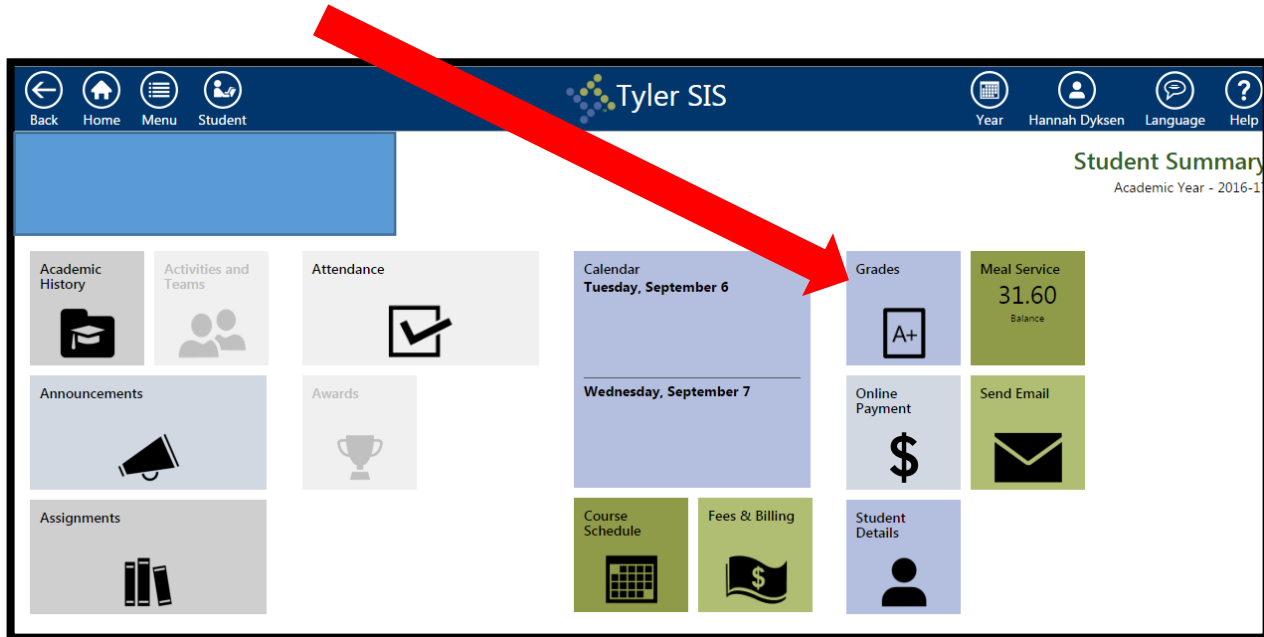 Back
Home
Menu
Student
Tyler SIS
Year
Hannah Dyksen
Language
Help
Student Summary
Academic Year - 2016-17
Academic
History
Activities and
Teams
Attendance
Calendar
Tuesday, September 6
Grades
A+
Meal Service
31.60
Balance
Announcements
Awards
Wednesday, September 7
Online
Payment
$
Send Email
Assignments
Course
Schedule
Fees & Billing
$
Student
Details